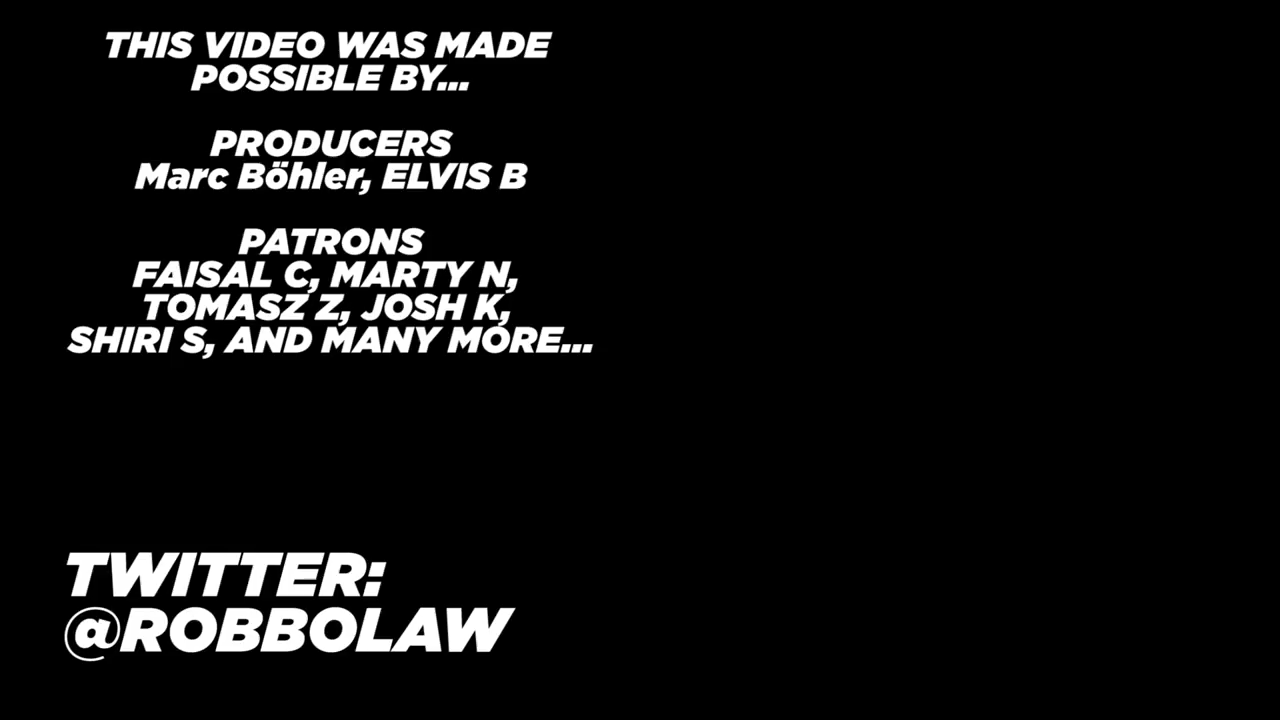 THIS VIDEO WAS MADE
POSSIBLE BY...
PRODUCERS
Marc Böhler, ELVIS B
PATRONS
FAISAL C, MARTY N,
TOMASZ Z, JOSH K,
SHIRI S, AND MANY MORE...
TWITTER:
@ROBBOLAW